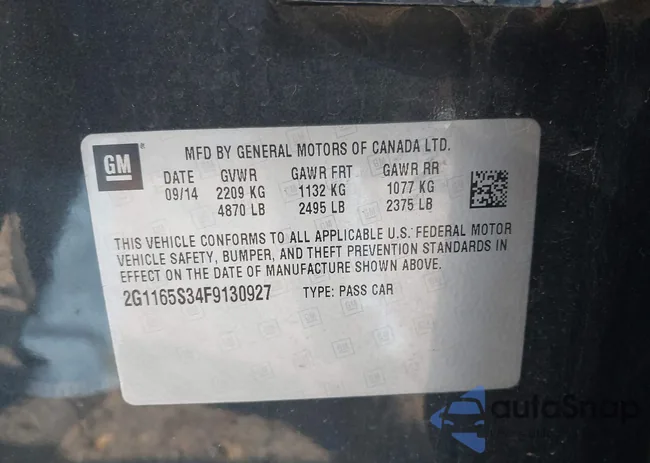 GM
MFD BY GENERAL MOTORS OF CANADA LTD.
DATE GVWR GAWR FRT GAWR RR
09/14 2209 KG 1132 KG 1077 KG
4870 LB 2495 LB 2375 LB
THIS VEHICLE CONFORMS TO ALL APPLICABLE U.S. FEDERAL MOTOR
VEHICLE SAFETY, BUMPER, AND THEFT PREVENTION STANDARDS IN
EFFECT ON THE DATE OF MANUFACTURE SHOWN ABOVE.
2G1165S34F9130927 TYPE: PASS CAR
autoSnap